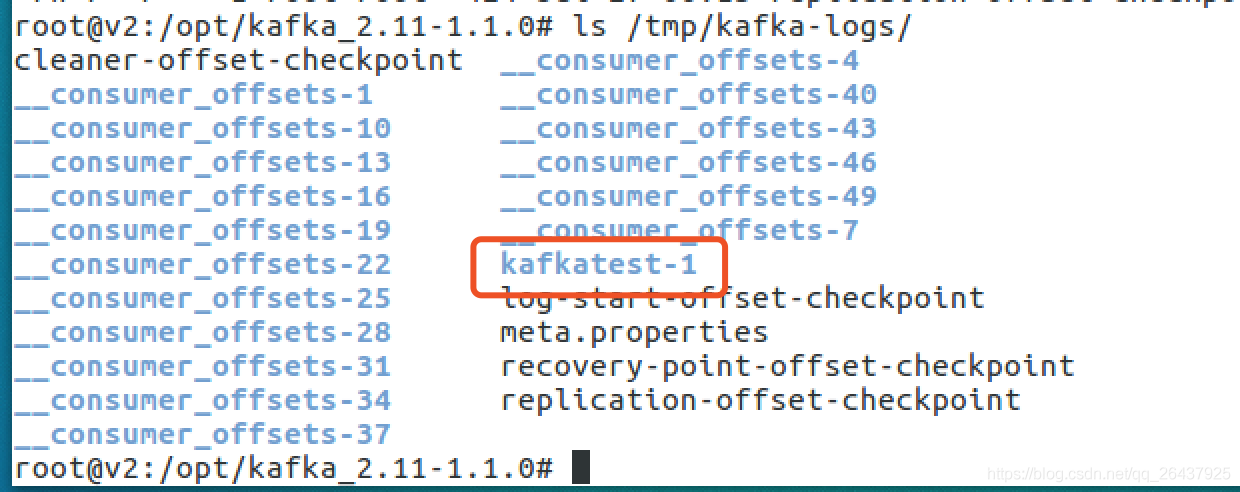 root@v2:/opt/kafka_2.11-1.1.0# ls /tmp/kafka-logs/
cleaner-offset-checkpoint  __consumer_offsets-4
__consumer_offsets-1  __consumer_offsets-40
__consumer_offsets-10  __consumer_offsets-43
__consumer_offsets-13  __consumer_offsets-46
__consumer_offsets-16  __consumer_offsets-49
__consumer_offsets-19  __consumer_offsets-7
__consumer_offsets-22  kafkatest-1
__consumer_offsets-25  log-start-offset-checkpoint
__consumer_offsets-28  meta.properties
__consumer_offsets-31  recovery-point-offset-checkpoint
__consumer_offsets-34  replication-offset-checkpoint
__consumer_offsets-37
root@v2:/opt/kafka_2.11-1.1.0#
https://blog.csdn.net/qq_26437925